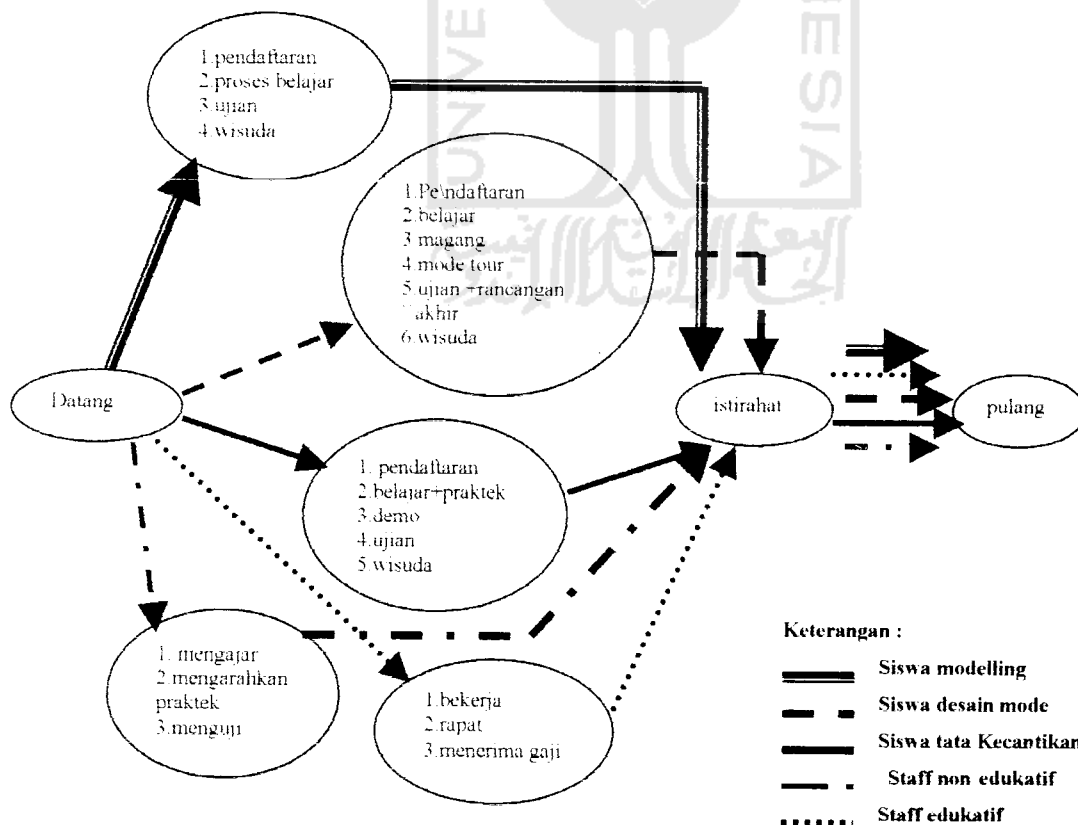 1.pendaftaran
2.proses belajar
3.ujian
4.wisuda
UNIVE
ESIA
1.Pe\ndaftaran
2.belajar
3 magang
4 mode tour
5.ujian +rancangan
akhir
6.wisuda
Datang
istirahat
pulang
1. pendaftaran
2.belajar+praktek
3.demo
4.ujian
5.wisuda
1. mengajar
2.mengarahkan
praktek
3.menguji
1.bekerja
2.rapat
3.menerima gaji
Keterangan :
Siswa modelling
Siswa desain mode
Siswa tata Kecantikan
Staff non edukatif
Staff edukatif